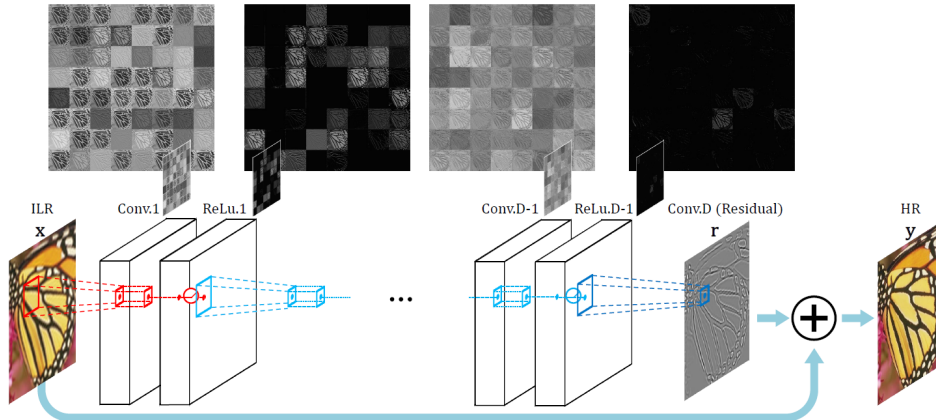 ILR
x
Conv.1
ReLu.1
Conv.D-1
ReLu.D-1
Conv.D (Residual)
r
HR
y